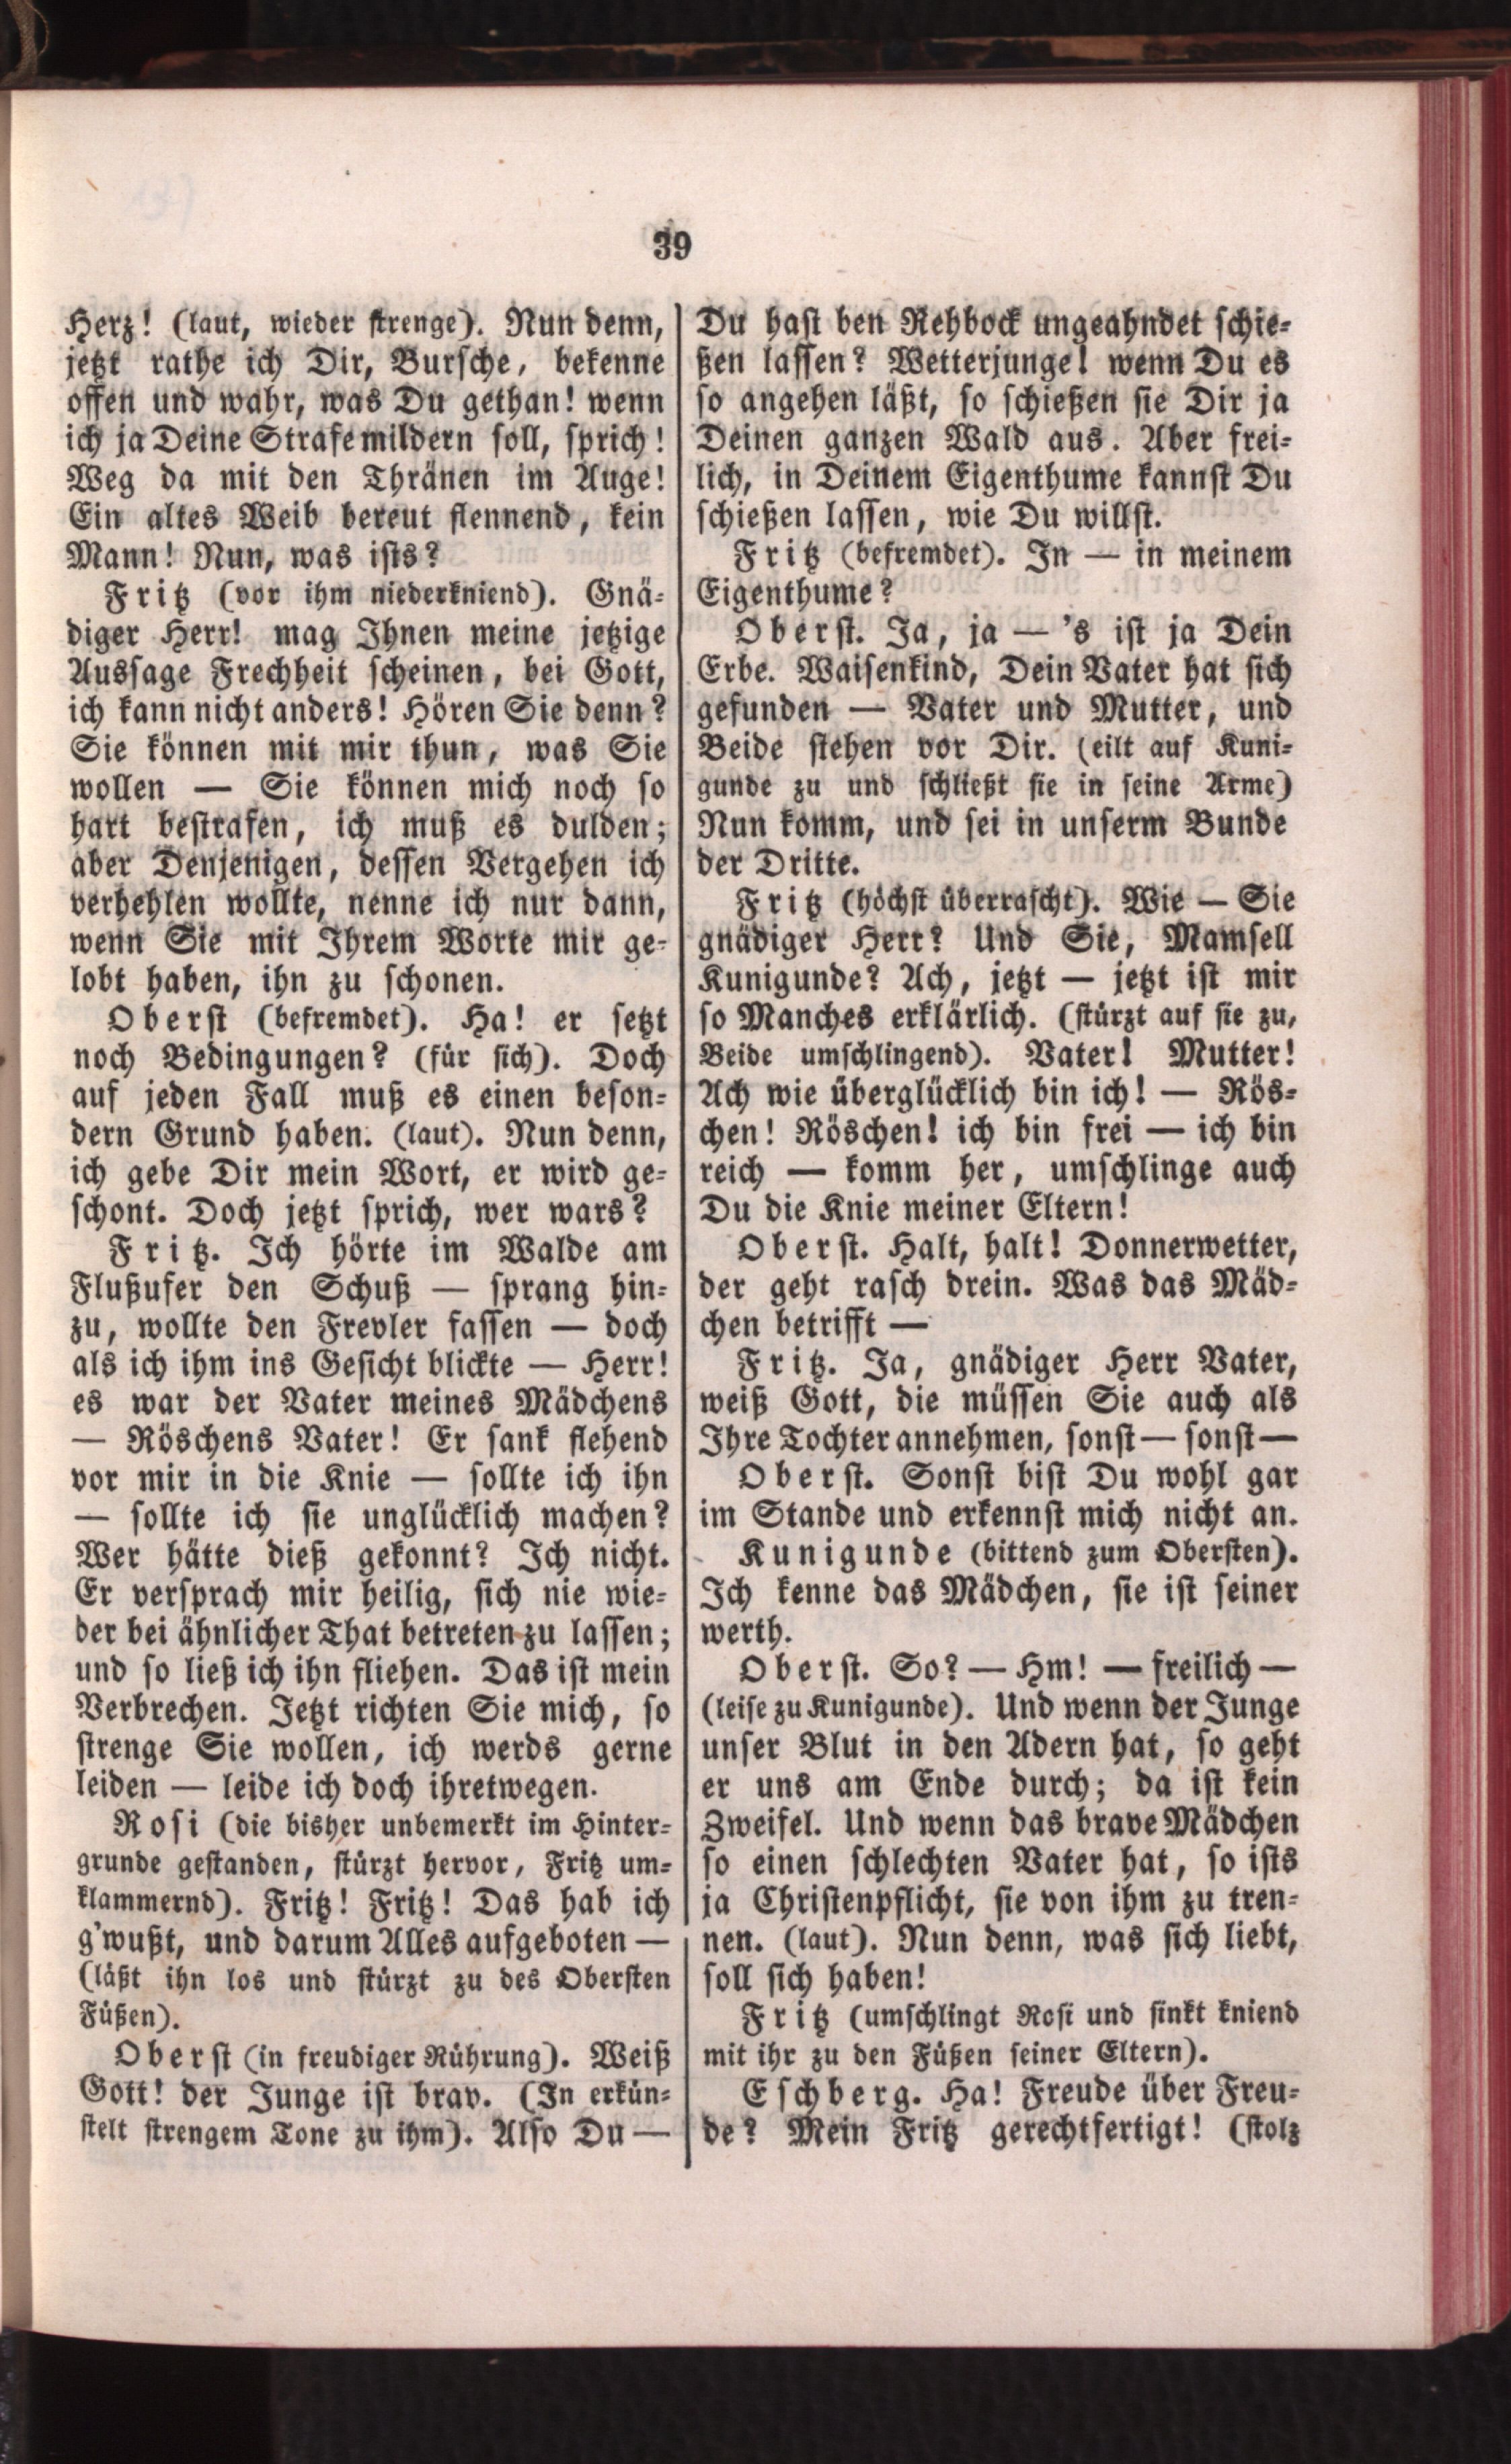 39
Herz! (laut, wieder strenge). Nun denn,
jetzt rathe ich Dir, Bursche, bekenne
offen und wahr, was Du gethan! wenn
ich ja Deine Strafe mildern soll, sprich!
Weg da mit den Thränen im Auge!
Ein altes Weib bereut flennend, kein
Mann! Nun, was ists?
Fritz (vor ihm niederkniend). Gnä-
diger Herr! mag Ihnen meine jetzige
Aussage Frechheit scheinen, bei Gott,
ich kann nicht anders! Hören Sie denn?
Sie können mit mir thun, was Sie
wollen — Sie können mich noch so
hart bestrafen, ich muß es dulden;
aber Denjenigen, dessen Vergehen ich
verhehlen wollte, nenne ich nur dann,
wenn Sie mit Ihrem Worte mir ge-
lobt haben, ihn zu schonen.
Oberst (befremdet). Ha! er setzt
noch Bedingungen? (für sich). Doch
auf jeden Fall muß es einen beson-
dern Grund haben. (laut). Nun denn,
ich gebe Dir mein Wort, er wird ge-
schont. Doch jetzt sprich, wer wars?
Fritz. Ich hörte im Walde am
Flußufer den Schuß — sprang hin-
zu, wollte den Frevler fassen — doch
als ich ihm ins Gesicht blickte — Herr!
es war der Vater meines Mädchens
— Röschens Vater! Er sank flehend
vor mir in die Knie — sollte ich ihn
— sollte ich sie unglücklich machen?
Wer hätte dieß gekonnt? Ich nicht.
Er versprach mir heilig, sich nie wie-
der bei ähnlicher That betreten zu lassen;
und so ließ ich ihn fliehen. Das ist mein
Verbrechen. Jetzt richten Sie mich, so
strenge Sie wollen, ich werds gerne
leiden — leide ich doch ihretwegen.
Rosi (die bisher unbemerkt im Hinter-
grunde gestanden, stürzt hervor, Fritz um-
klammernd). Fritz! Fritz! Das hab ich
g'wußt, und darum Alles aufgeboten —
(läßt ihn los und stürzt zu des Obersten
Füßen).
Oberst (in freudiger Rührung). Weiß
Gott! der Junge ist brav. (In erkün-
stelt strengem Tone zu ihm). Also Du —
Du hast ben Rehbock ungeahndet schie-
ßen lassen? Wetterjunge! wenn Du es
so angehen läßt, so schießen sie Dir ja
Deinen ganzen Wald aus. Aber frei-
lich, in Deinem Eigenthume kannst Du
schießen lassen, wie Du willst.
Fritz (befremdet). In — in meinem
Eigenthume?
Oberst. Ja, ja — 's ist ja Dein
Erbe. Waisenkind, Dein Vater hat sich
gefunden — Vater und Mutter, und
Beide stehen vor Dir. (eilt auf Kuni-
gunde zu und schließt sie in seine Arme)
Nun komm, und sei in unserm Bunde
der Dritte.
Fritz (höchst überrascht). Wie — Sie
gnädiger Herr? Und Sie, Mamsell
Kunigunde? Ach, jetzt — jetzt ist mir
so Manches erklärlich. (stürzt auf sie zu,
Beide umschlingend). Vater! Mutter!
Ach wie überglücklich bin ich! — Rös-
chen! Röschen! ich bin frei — ich bin
reich — komm her, umschlinge auch
Du die Knie meiner Eltern!
Oberst. Halt, halt! Donnerwetter,
der geht rasch drein. Was das Mäd-
chen betrifft —
Fritz. Ja, gnädiger Herr Vater,
weiß Gott, die müssen Sie auch als
Ihre Tochter annehmen, sonst — sonst —
Oberst. Sonst bist Du wohl gar
im Stande und erkennst mich nicht an.
Kunigunde (bittend zum Obersten).
Ich kenne das Mädchen, sie ist seiner
werth.
Oberst. So? — Hm! — freilich —
(leise zu Kunigunde). Und wenn der Junge
unser Blut in den Adern hat, so geht
er uns am Ende durch; da ist kein
Zweifel. Und wenn das brave Mädchen
so einen schlechten Vater hat, so ists
ja Christenpflicht, sie von ihm zu tren-
nen. (laut). Nun denn, was sich liebt,
soll sich haben!
Fritz (umschlingt Rosi und sinkt kniend
mit ihr zu den Füßen seiner Eltern).
Eschberg. Ha! Freude über Freu-
de? Mein Fritz gerechtfertigt! (stolz